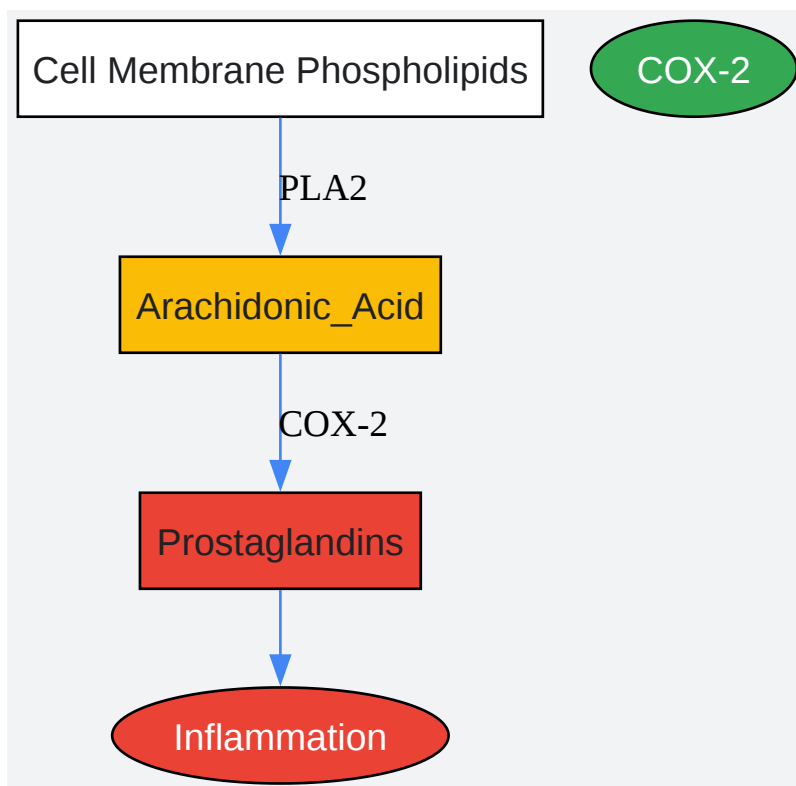 Cell Membrane Phospholipids
COX-2
PLA2
Arachidonic_Acid
COX-2
Prostaglandins
Inflammation